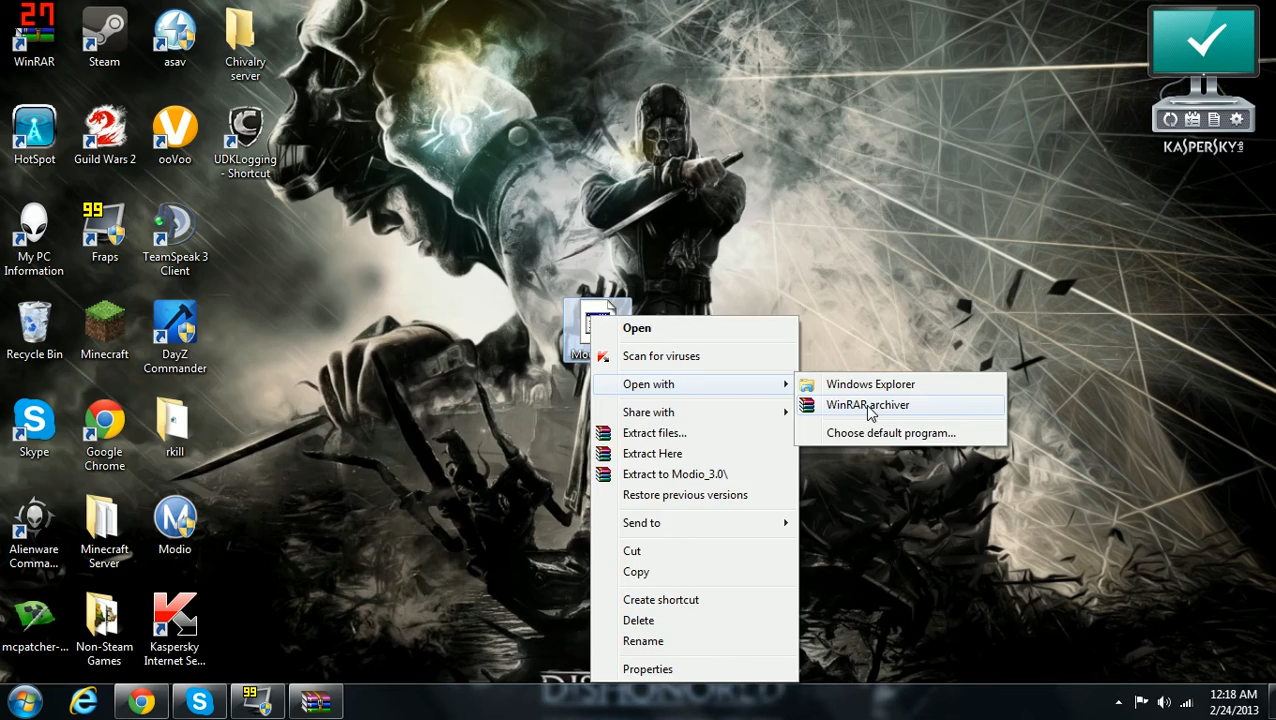 27
WinRAR
Steam
asav
Chivalry
server
HotSpot
Guild Wars 2
ooVoo
UDKLogging
- Shortcut
99
My PC
Information
Fraps
TeamSpeak 3
Client
Recycle Bin
Minecraft
DayZ
Commander
Skype
Google
Chrome
rkill
Alienware
Comma...
Minecraft
Server
Modio
mcpatcher-...
Non-Steam
Games
Kaspersky
Internet Se...
KASPERSKY
Open
Scan for viruses
Open with
Share with
Extract files...
Extract Here
Extract to Modio_3.0\
Restore previous versions
Send to
Cut
Copy
Create shortcut
Delete
Rename
Properties
Windows Explorer
WinRAR archiver
Choose default program...
99
12:18 AM
2/24/2013